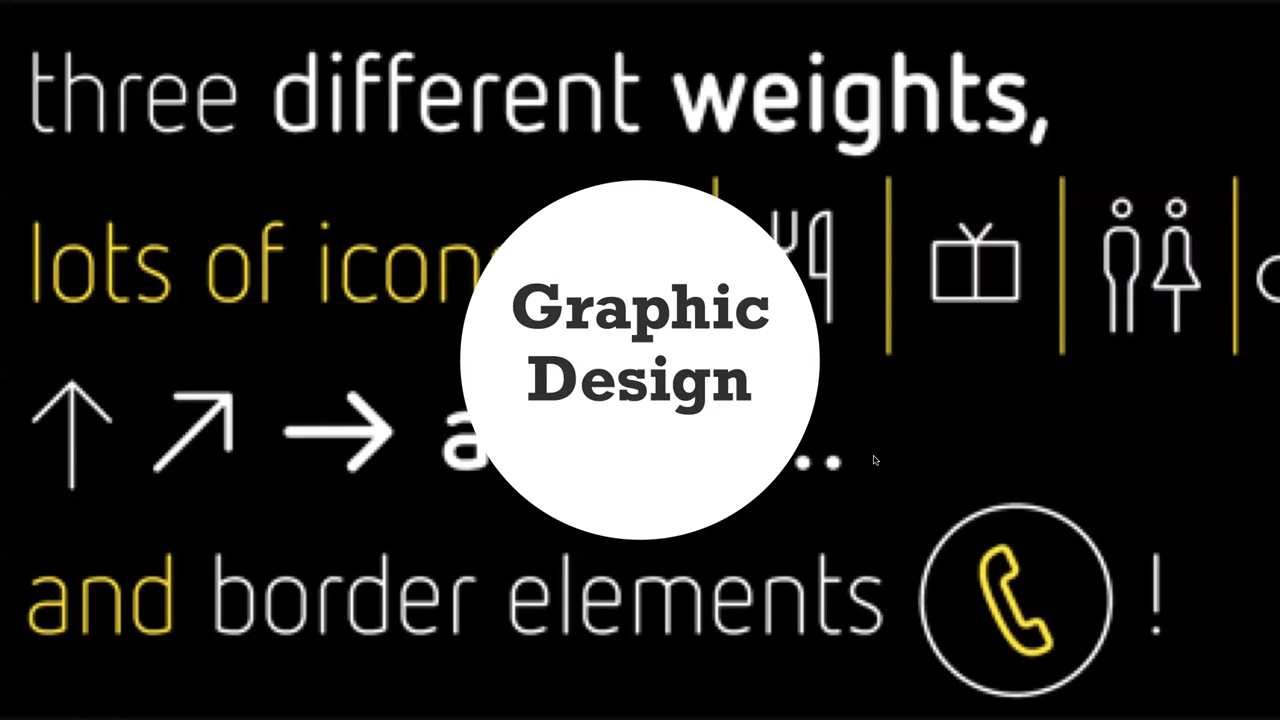 three different weights,
lots of icon
Graphic
Design
a ..
and border elements !